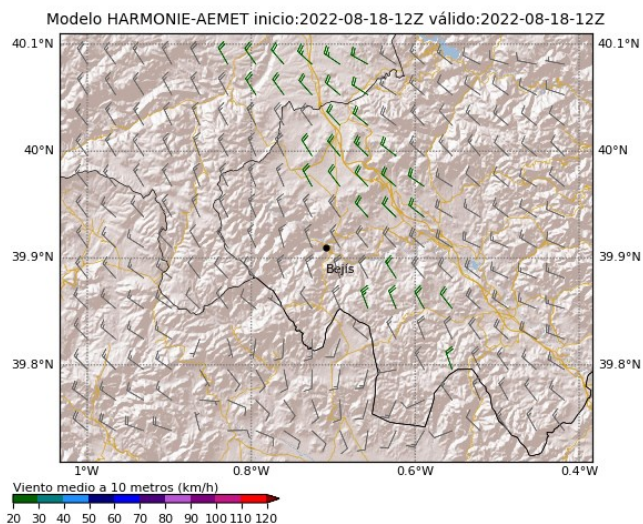 Modelo HARMONIE-AEMET inicio:2022-08-18-12Z válido:2022-08-18-12Z
40.1°N 40.1°N
40°N 40°N
39.9°N 39.9°N
Bejís
39.8°N 39.8°N
1°W 0.8°W 0.6°W 0.4°W
Viento medio a 10 metros (km/h)
20 30 40 50 60 70 80 90 100 110 120